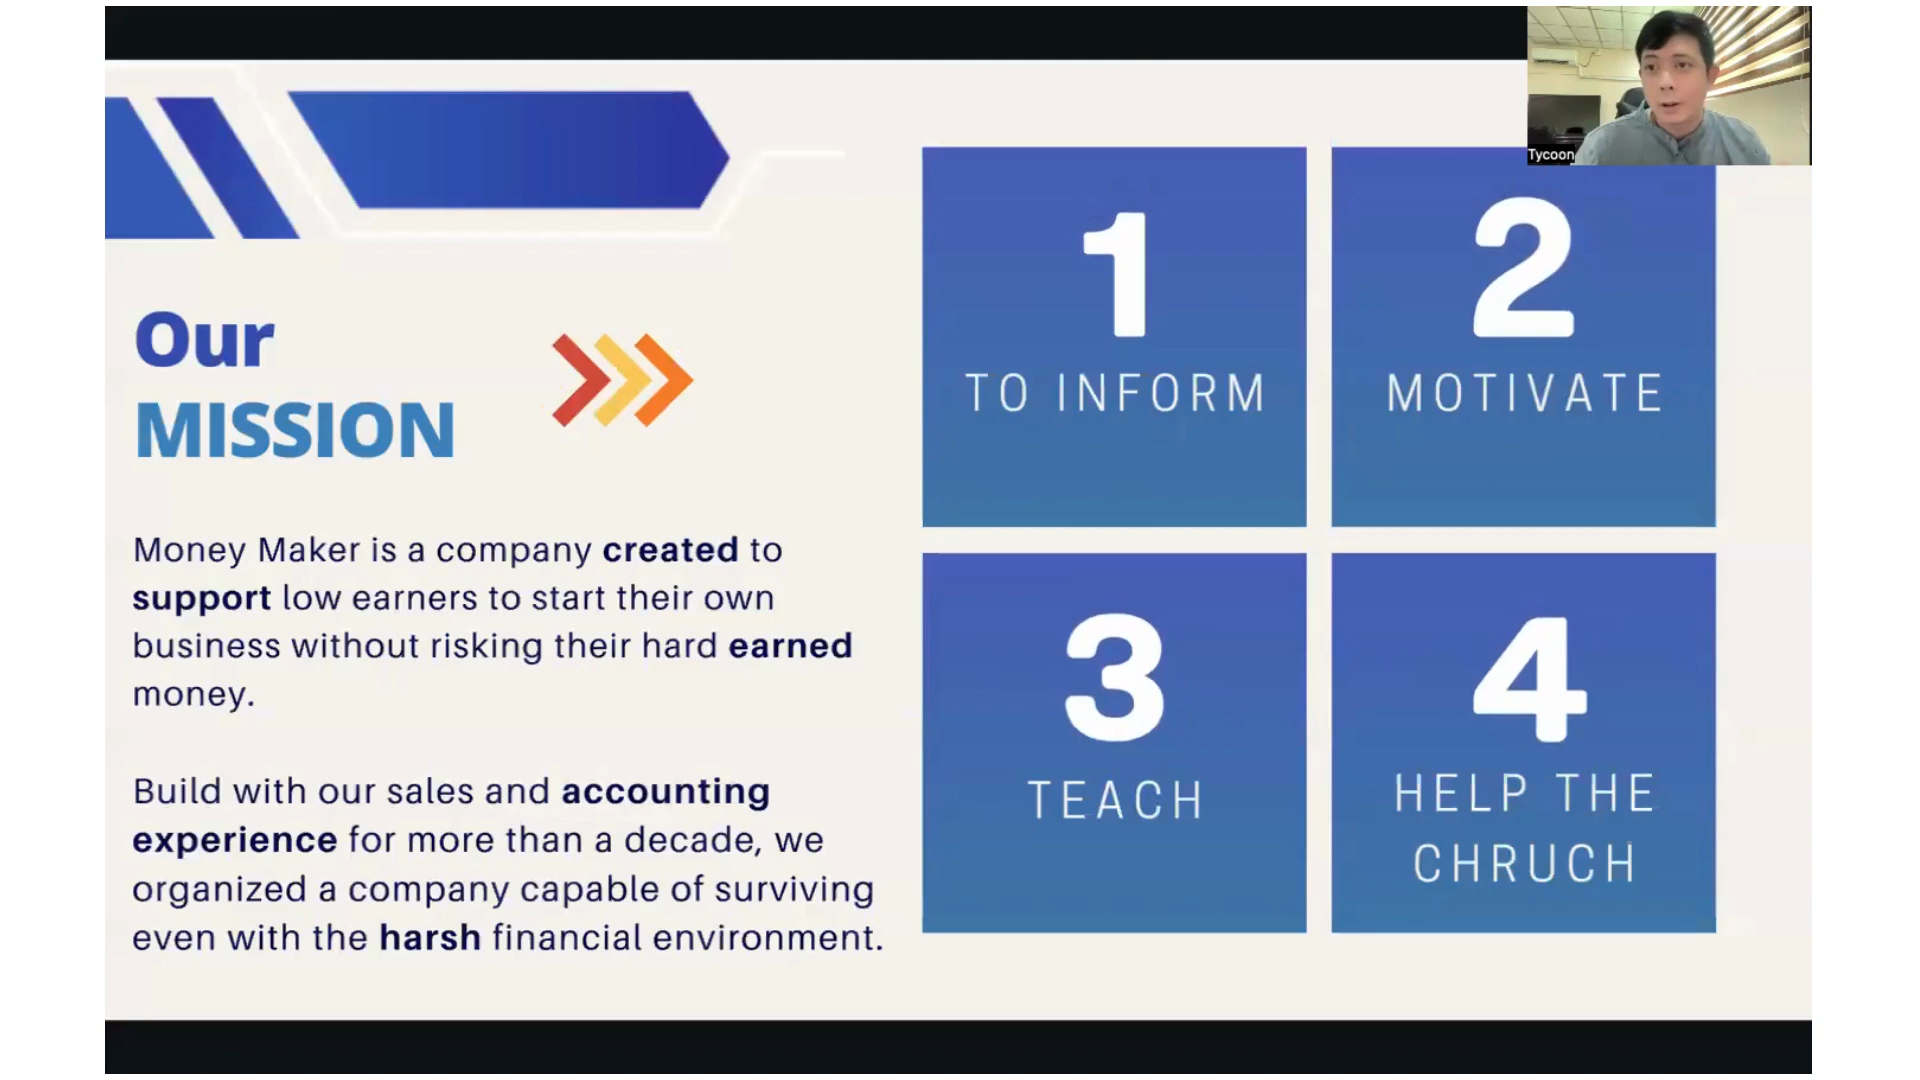 Tycoon
Our
MISSION
Money Maker is a company created to
support low earners to start their own
business without risking their hard earned
money.
Build with our sales and accounting
experience for more than a decade, we
organized a company capable of surviving
even with the harsh financial environment.
1
TO INFORM
2
MOTIVATE
3
TEACH
4
HELP THE
CHRUCH